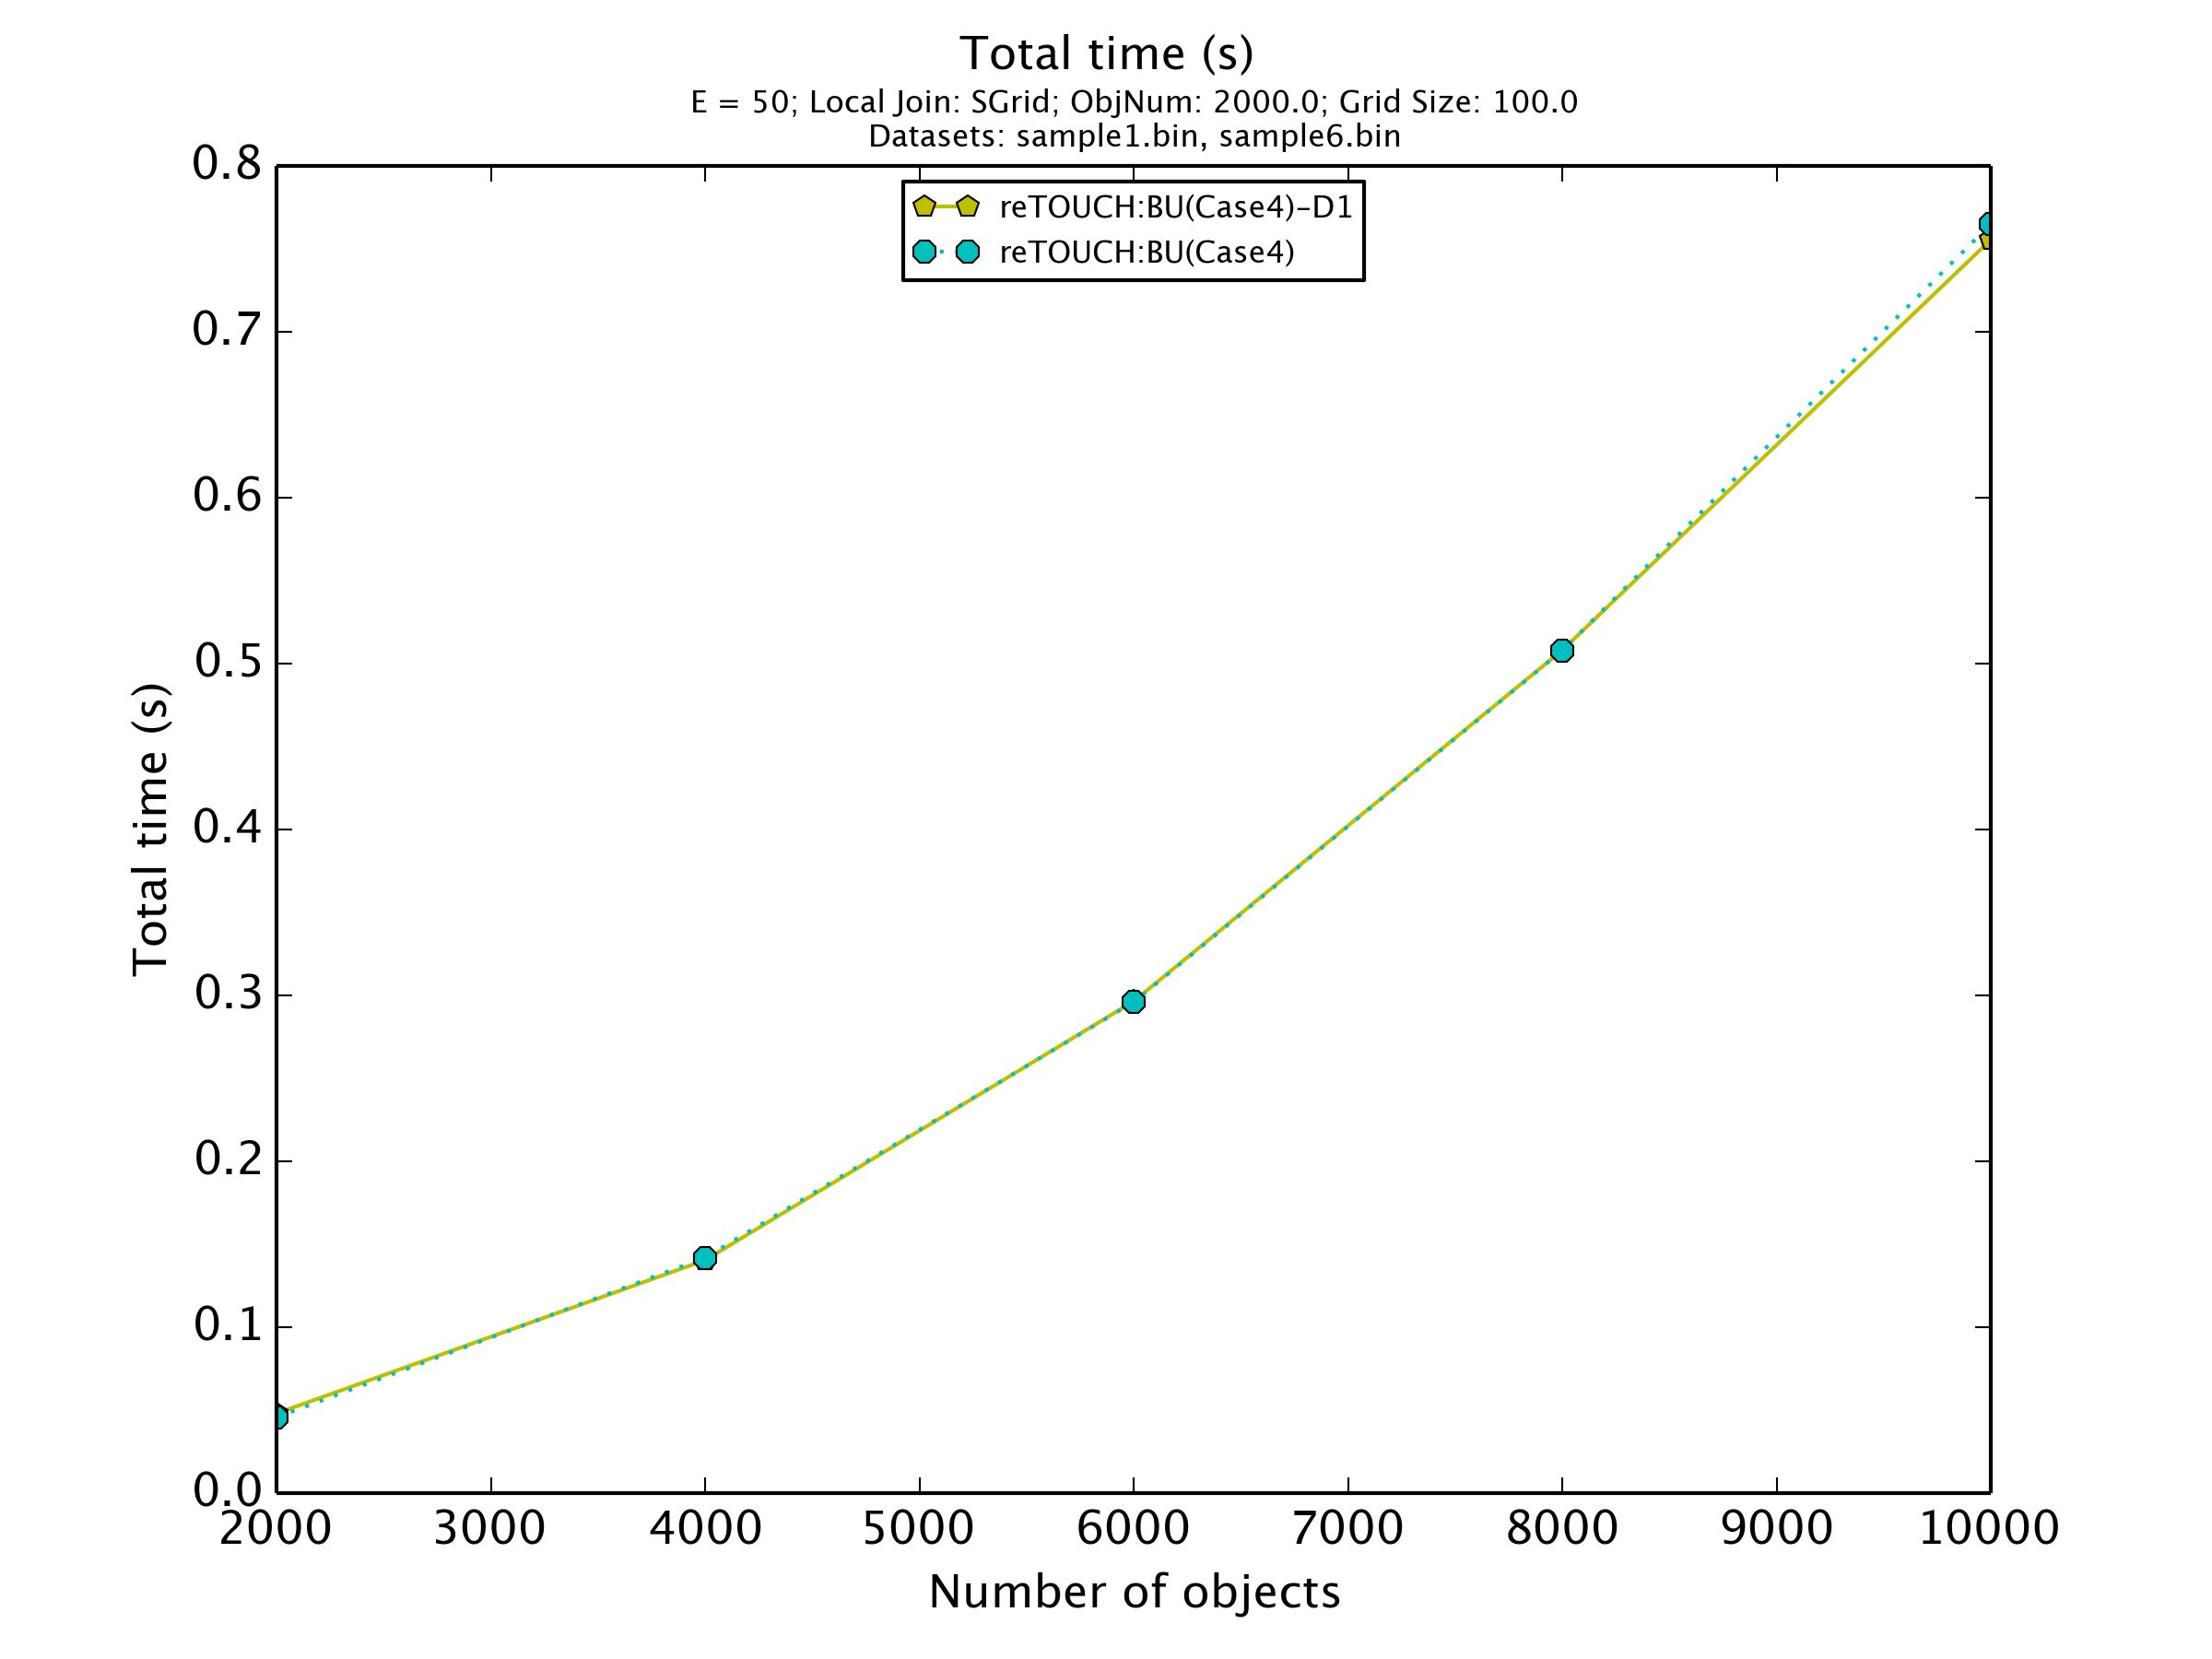 Total time (s)
E = 50; Local Join: SGrid; ObjNum: 2000.0; Grid Size: 100.0
Datasets: sample1.bin, sample6.bin
reTOUCH:BU(Case4)-D1
reTOUCH:BU(Case4)
0.8
0.7
0.6
0.5
0.4
0.3
0.2
0.1
0.0
Total time (s)
2000 3000 4000 5000 6000 7000 8000 9000 10000
Number of objects